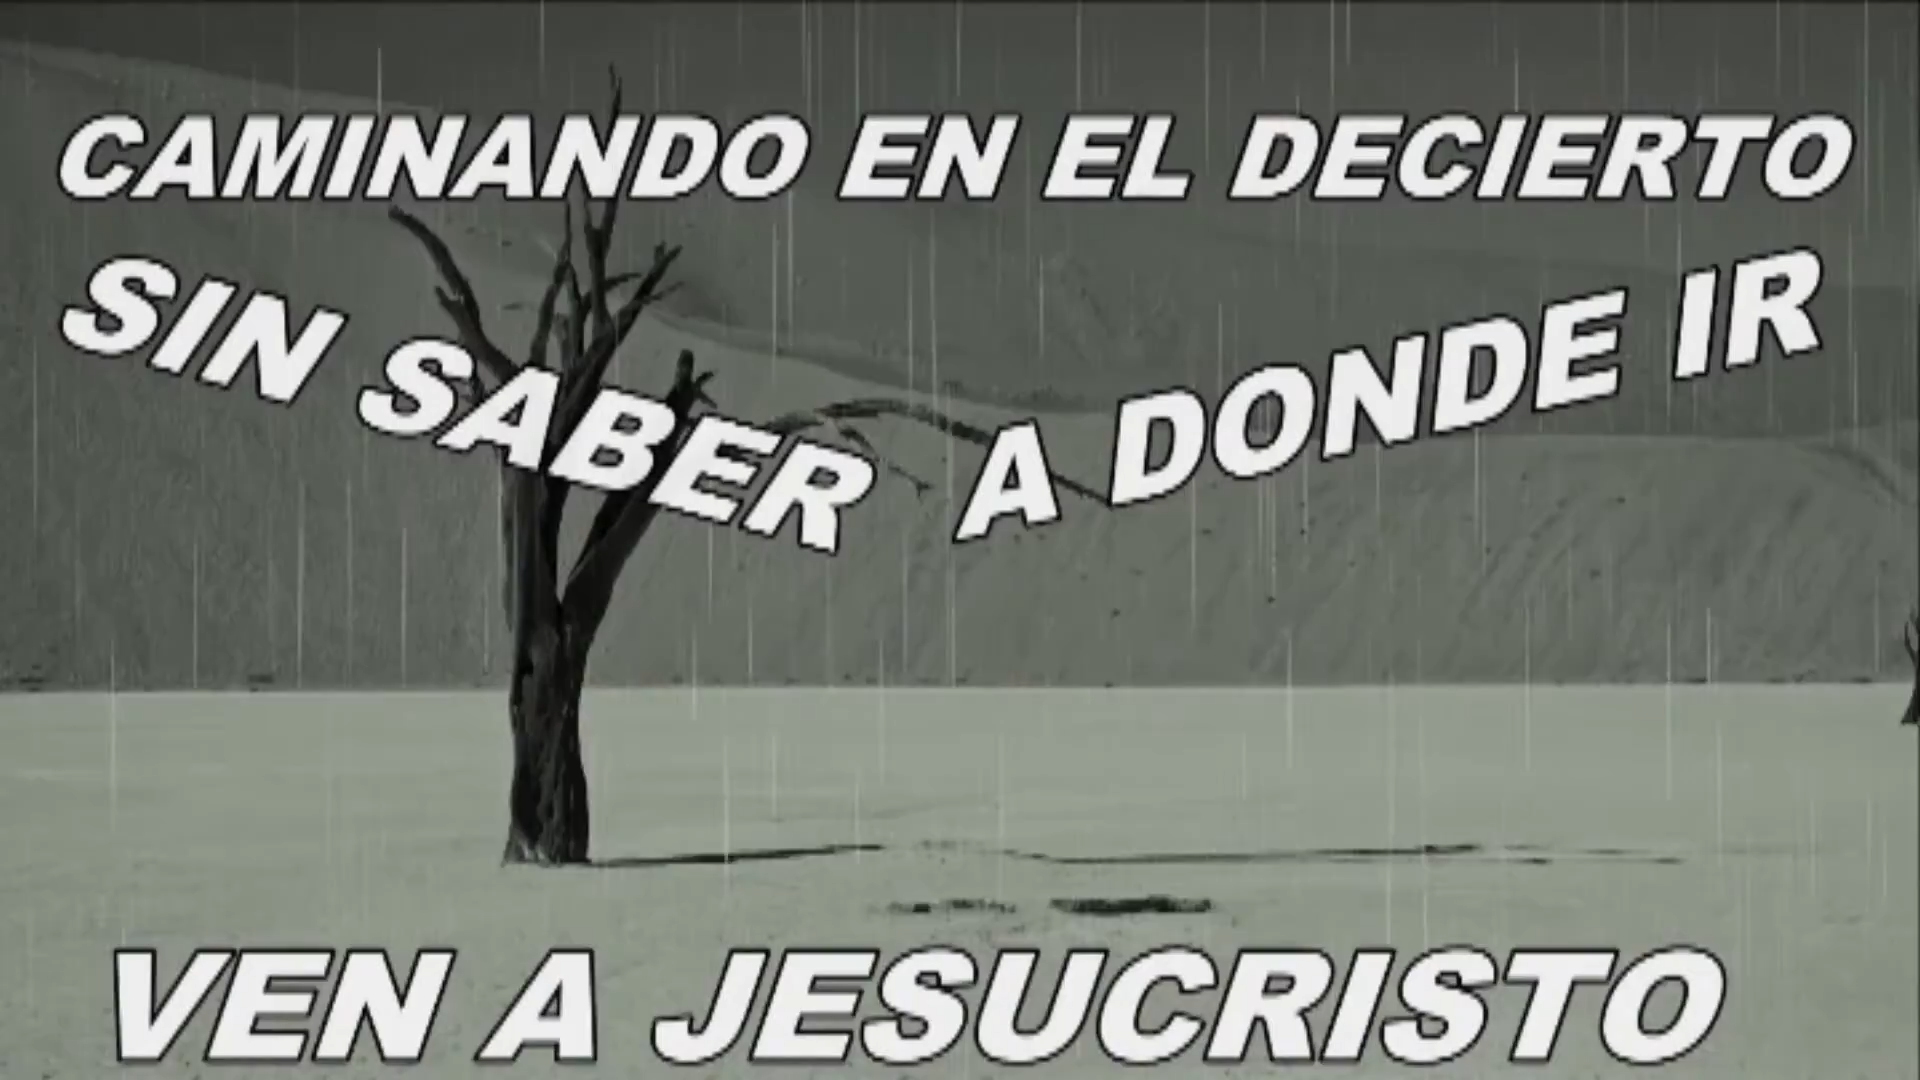 CAMINANDO EN EL DECIERTO
SIN SABER A DONDE IR
VEN A JESUCRISTO